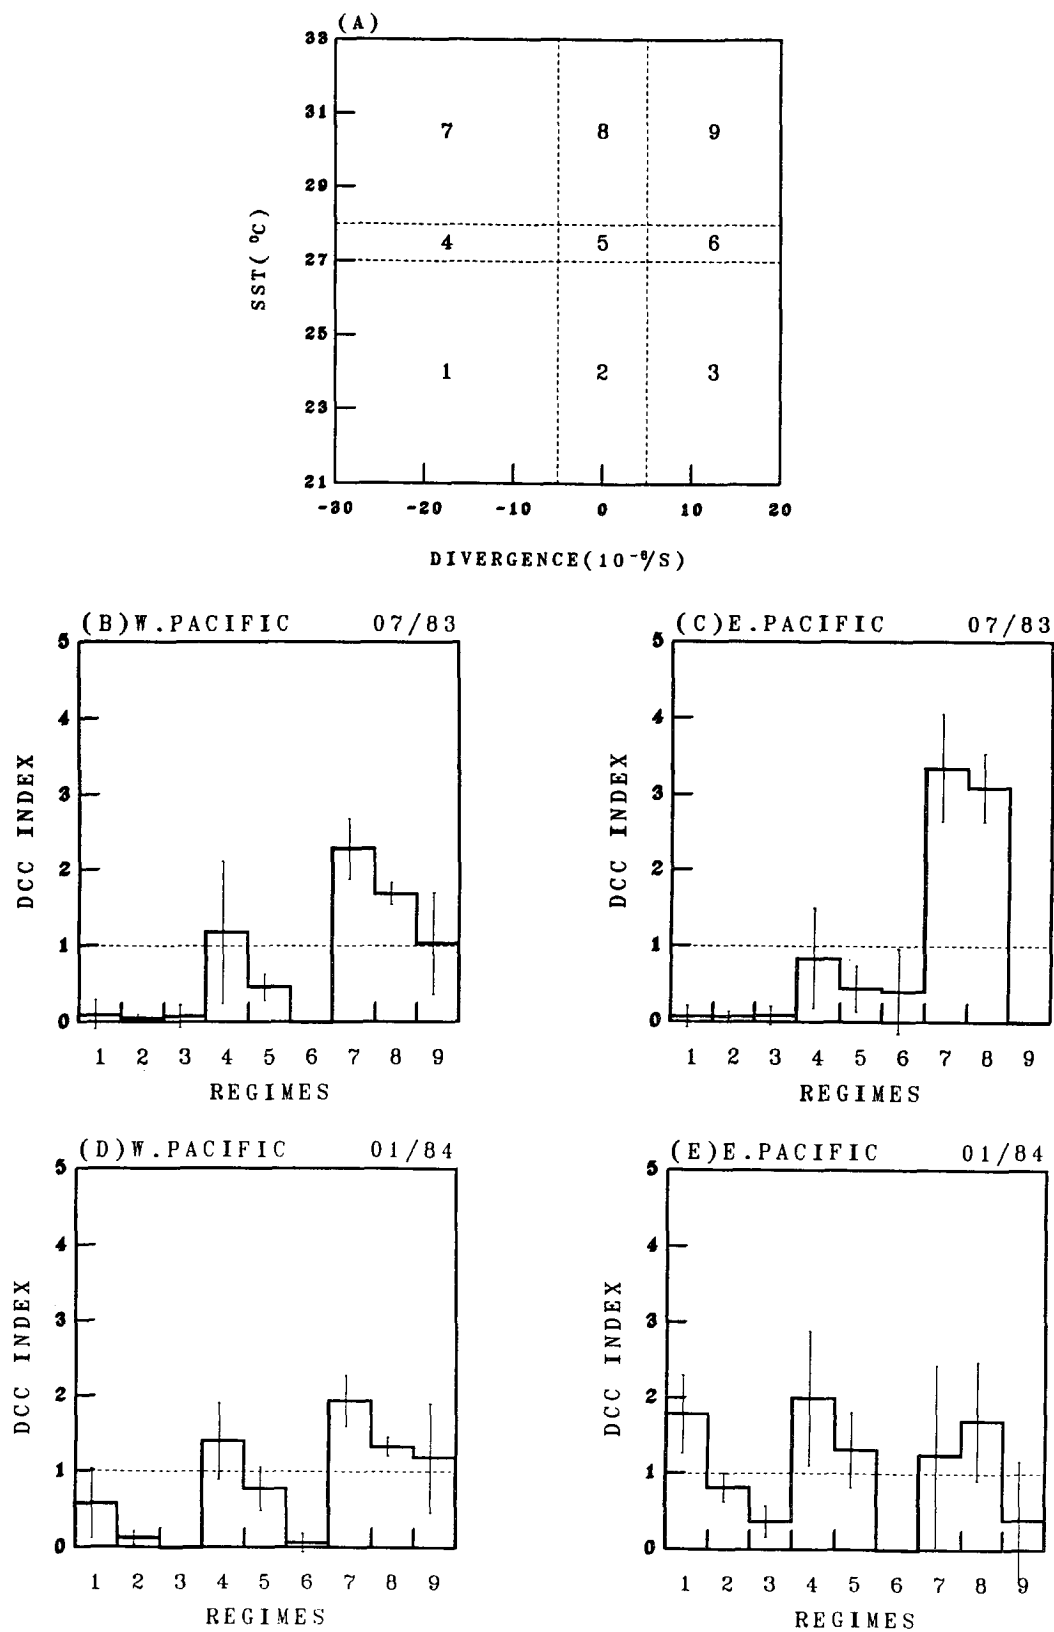 (A)
33
31
29
27
25
23
21
SST(°C)
7 8 9
4 5 6
1 2 3
-30 -20 -10 0 10 20
DIVERGENCE(10⁻⁶/S)
(B)W.PACIFIC 07/83
5
4
3
2
1
0
DCC INDEX
1 2 3 4 5 6 7 8 9
REGIMES
(C)E.PACIFIC 07/83
5
4
3
2
1
0
DCC INDEX
1 2 3 4 5 6 7 8 9
REGIMES
(D)W.PACIFIC 01/84
5
4
3
2
1
0
DCC INDEX
1 2 3 4 5 6 7 8 9
REGIMES
(E)E.PACIFIC 01/84
5
4
3
2
1
0
DCC INDEX
1 2 3 4 5 6 7 8 9
REGIMES